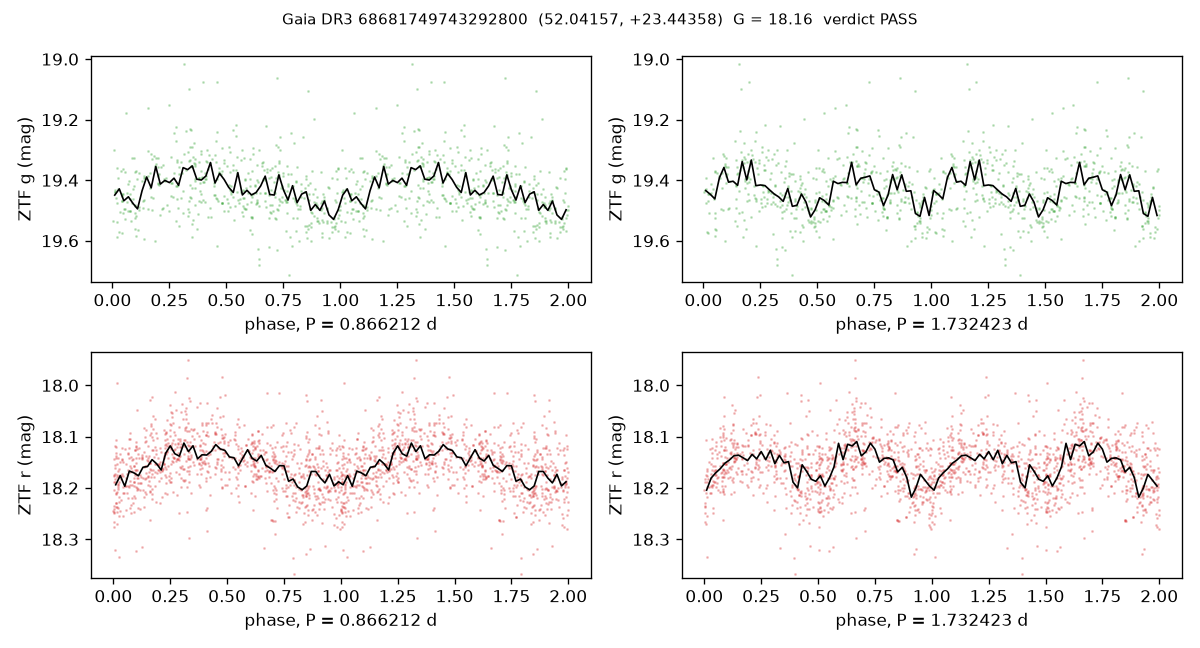 Gaia DR3 68681749743292800  (52.04157, +23.44358)  G = 18.16  verdict PASS
19.0
19.2
19.4
19.6
ZTF g (mag)
0.00 0.25 0.50 0.75 1.00 1.25 1.50 1.75 2.00
phase, P = 0.866212 d
19.0
19.2
19.4
19.6
ZTF g (mag)
0.00 0.25 0.50 0.75 1.00 1.25 1.50 1.75 2.00
phase, P = 1.732423 d
18.0
18.1
18.2
18.3
ZTF r (mag)
0.00 0.25 0.50 0.75 1.00 1.25 1.50 1.75 2.00
phase, P = 0.866212 d
18.0
18.1
18.2
18.3
ZTF r (mag)
0.00 0.25 0.50 0.75 1.00 1.25 1.50 1.75 2.00
phase, P = 1.732423 d